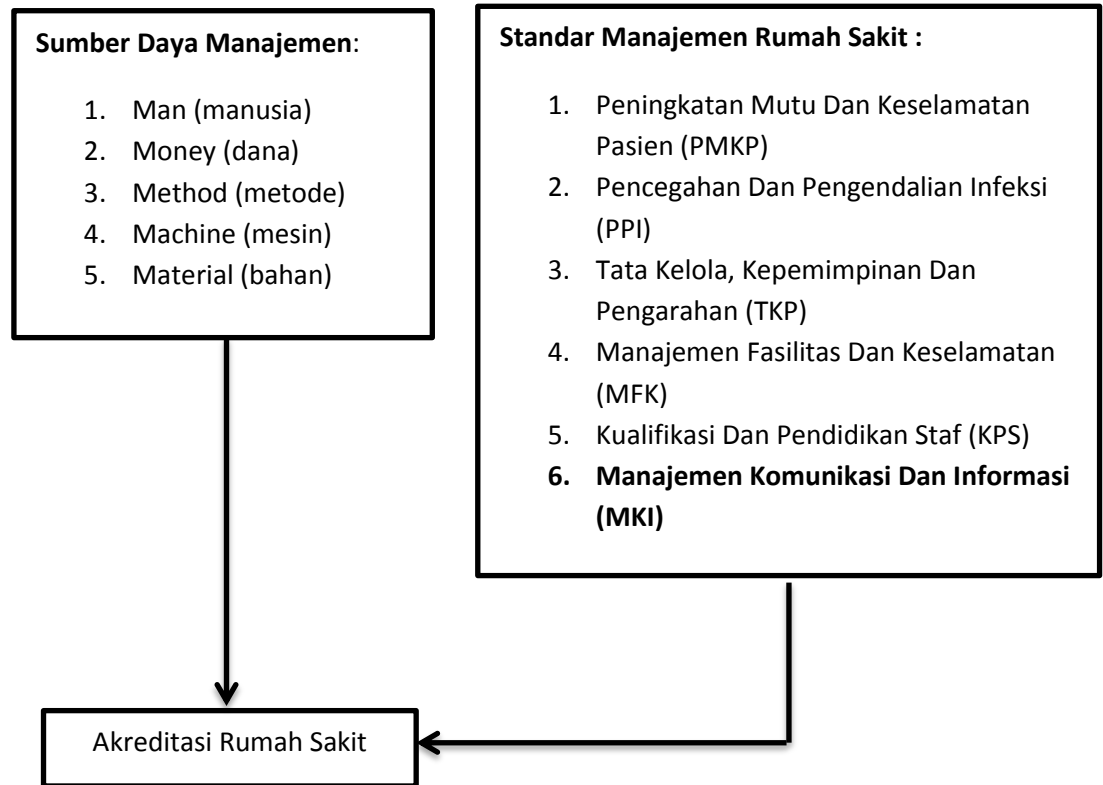 Sumber Daya Manajemen:
1. Man (manusia)
2. Money (dana)
3. Method (metode)
4. Machine (mesin)
5. Material (bahan)
Standar Manajemen Rumah Sakit :
1. Peningkatan Mutu Dan Keselamatan
Pasien (PMKP)
2. Pencegahan Dan Pengendalian Infeksi
(PPI)
3. Tata Kelola, Kepemimpinan Dan
Pengarahan (TKP)
4. Manajemen Fasilitas Dan Keselamatan
(MFK)
5. Kualifikasi Dan Pendidikan Staf (KPS)
6. Manajemen Komunikasi Dan Informasi
(MKI)
Akreditasi Rumah Sakit